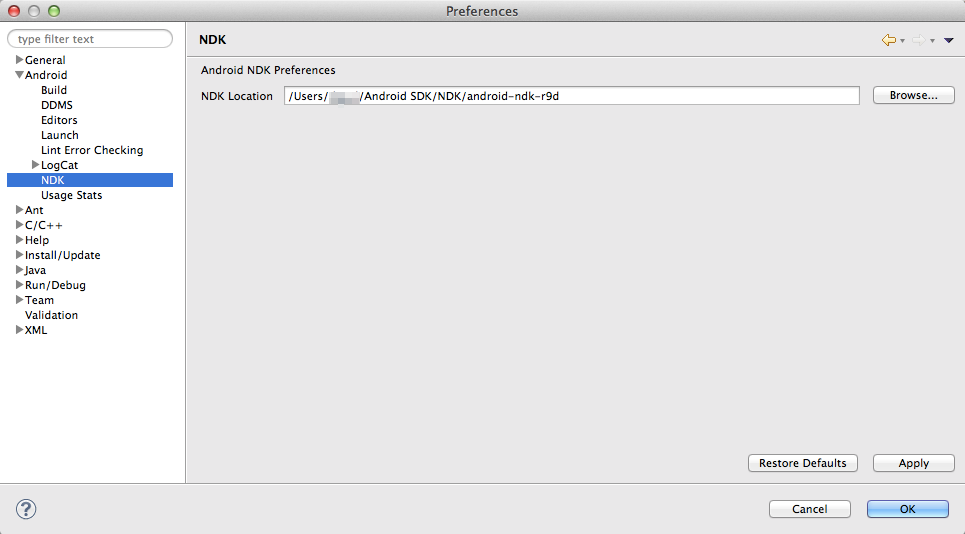 Preferences
type filter text
General
Android
Build
DDMS
Editors
Launch
Lint Error Checking
LogCat
NDK
Usage Stats
Ant
C/C++
Help
Install/Update
Java
Run/Debug
Team
Validation
XML
NDK
Android NDK Preferences
NDK Location /Users/ /Android SDK/NDK/android-ndk-r9d Browse...
Restore Defaults Apply
? Cancel OK